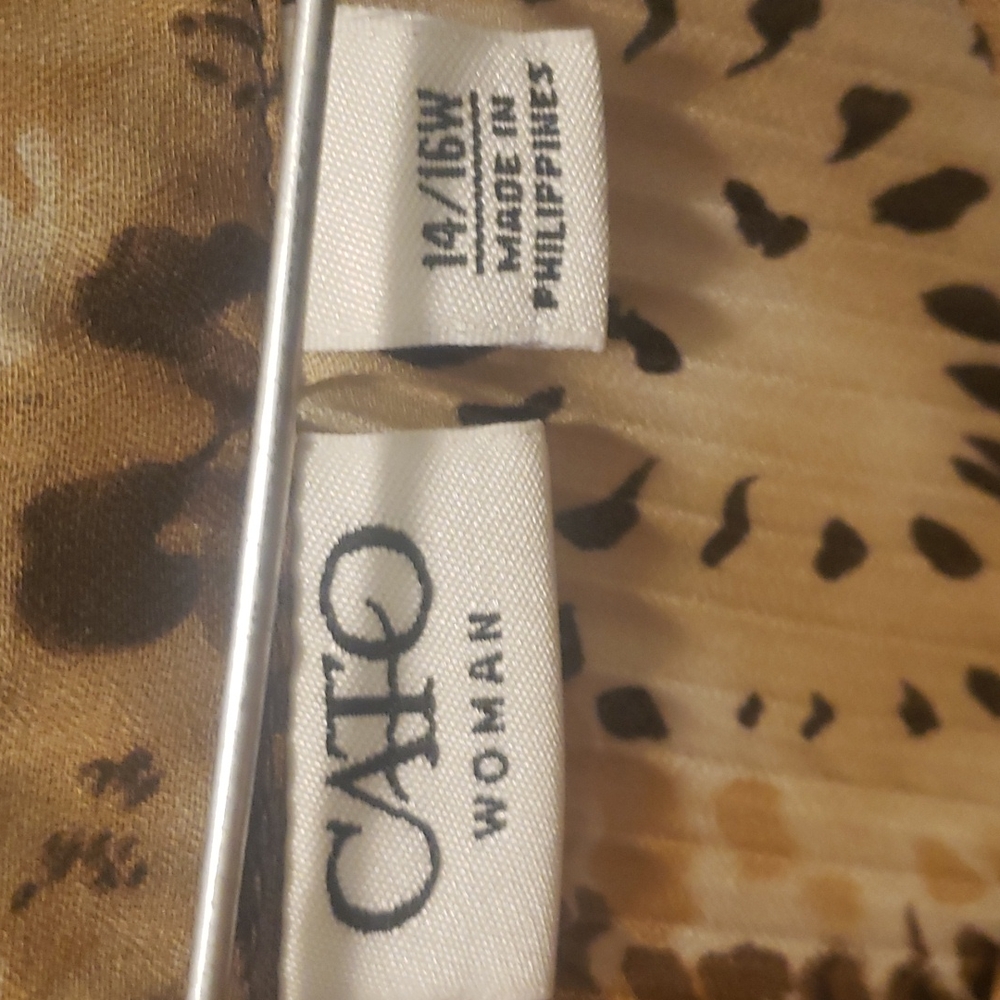 CATO
WOMAN
14/16W
MADE IN
PHILIPPINES